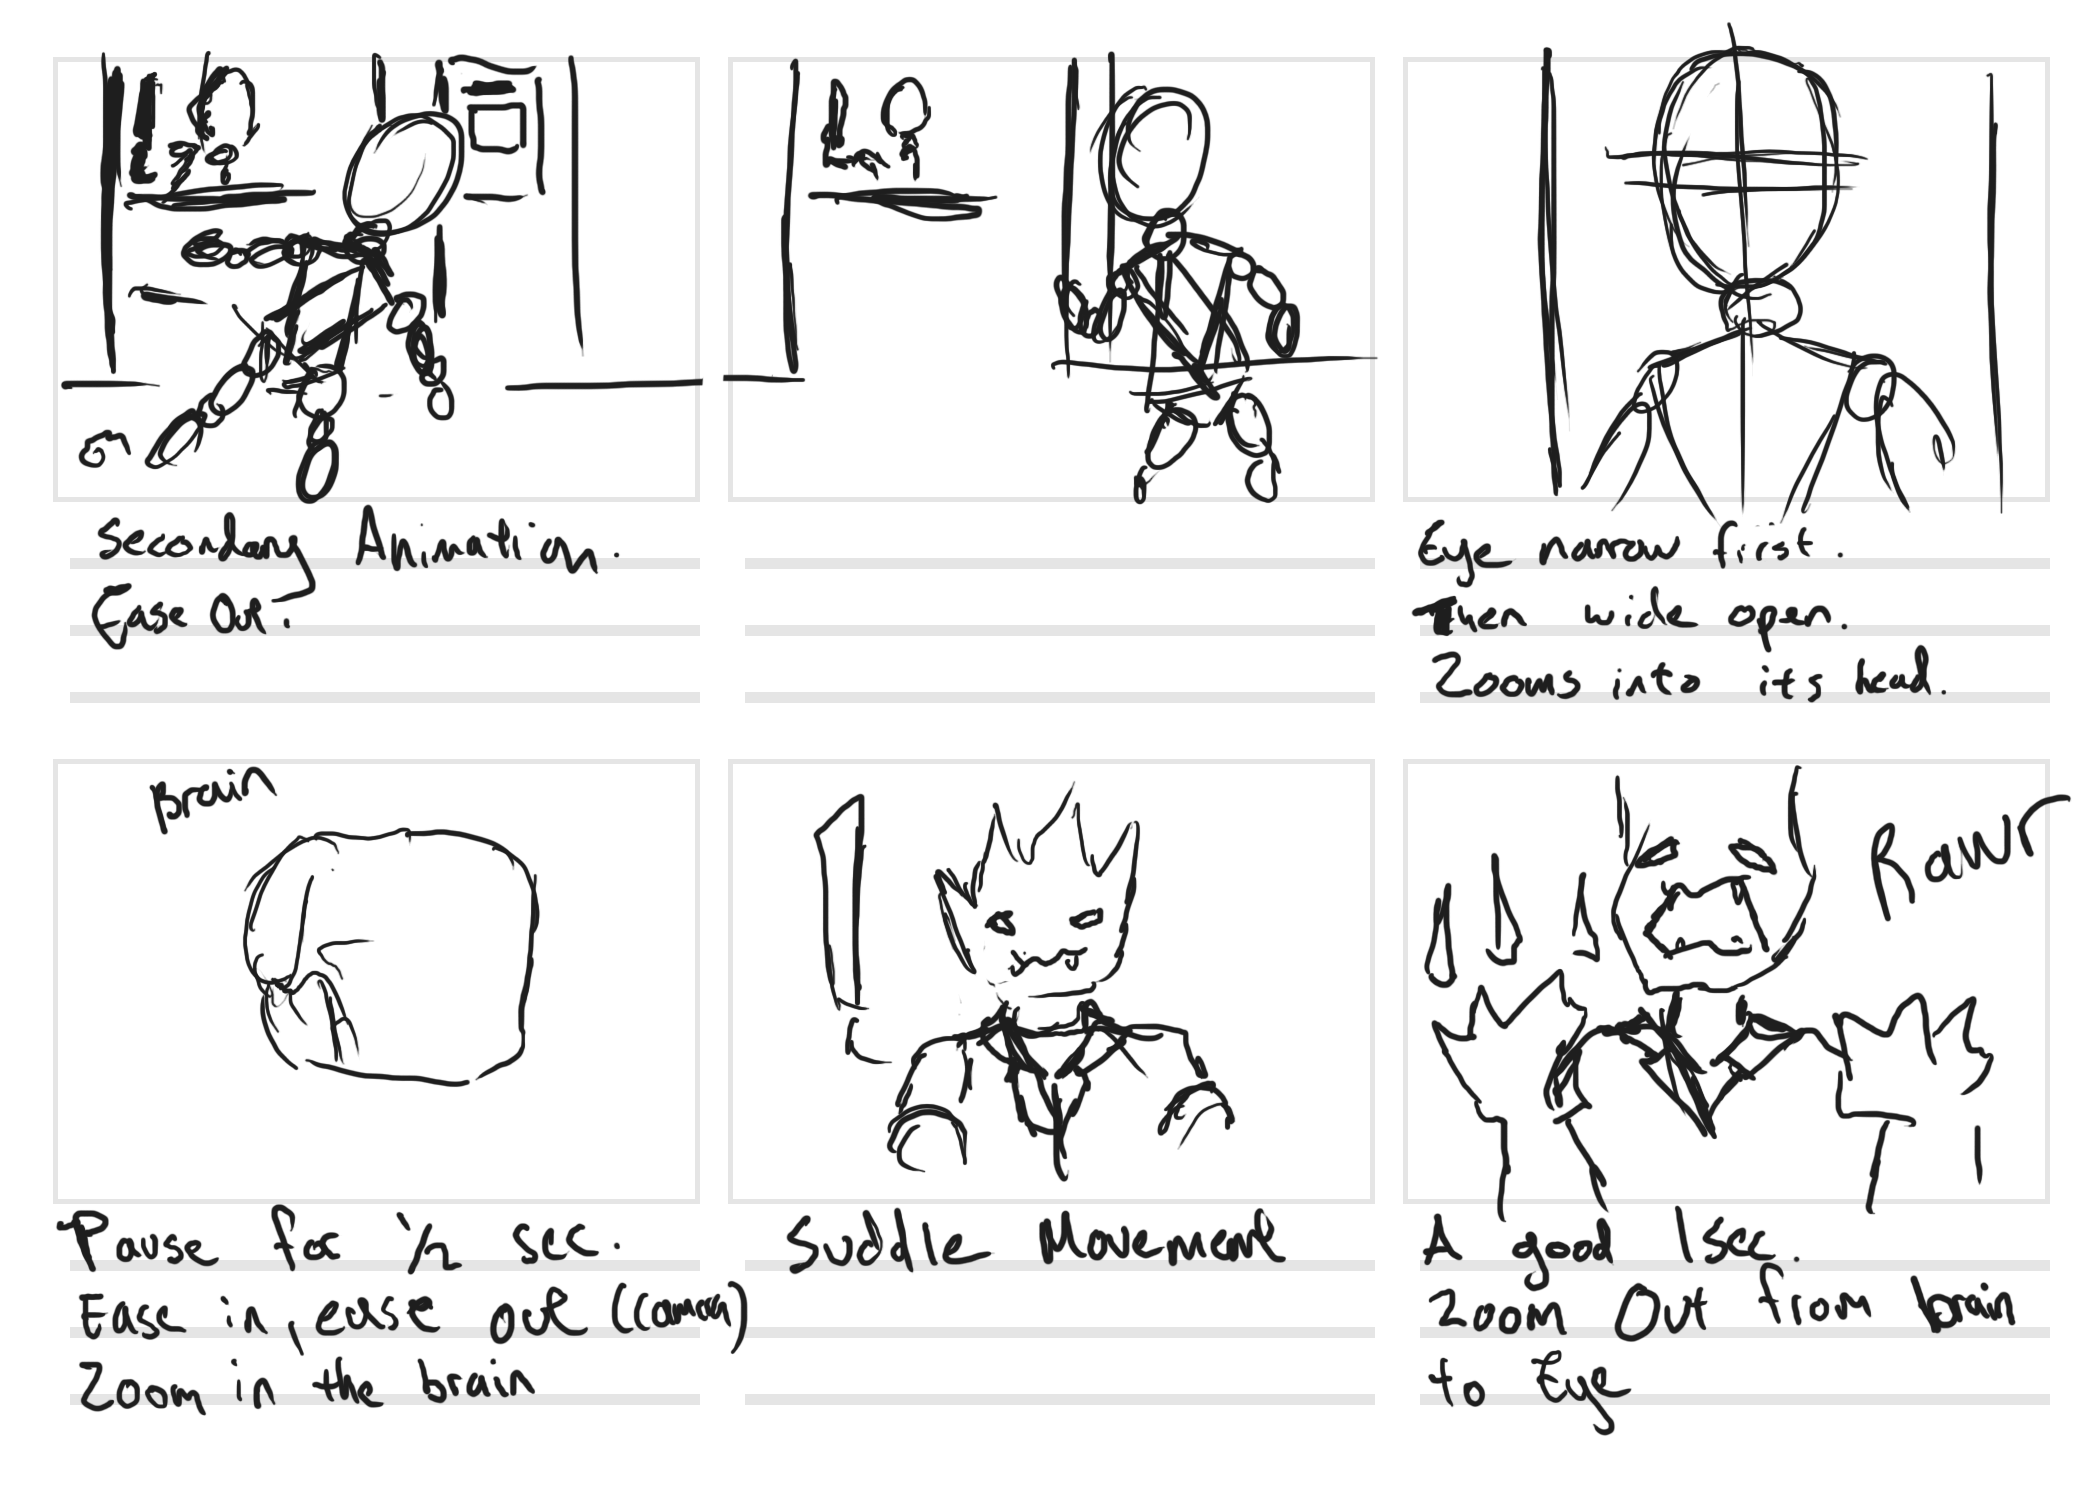 Secondary Animation.
Ease Out.
Eye narrow first.
Then wide open.
Zooms into its head.
Brain
Pause for 1/2 sec.
Ease in, ease out (Camera)
Zoom in the brain
Suddle Movement
Rawr
A good 1sec.
Zoom Out from brain
to Eye